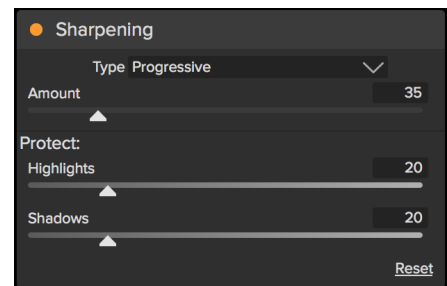 Sharpening
Type Progressive
Amount 35
Protect:
Highlights 20
Shadows 20
Reset